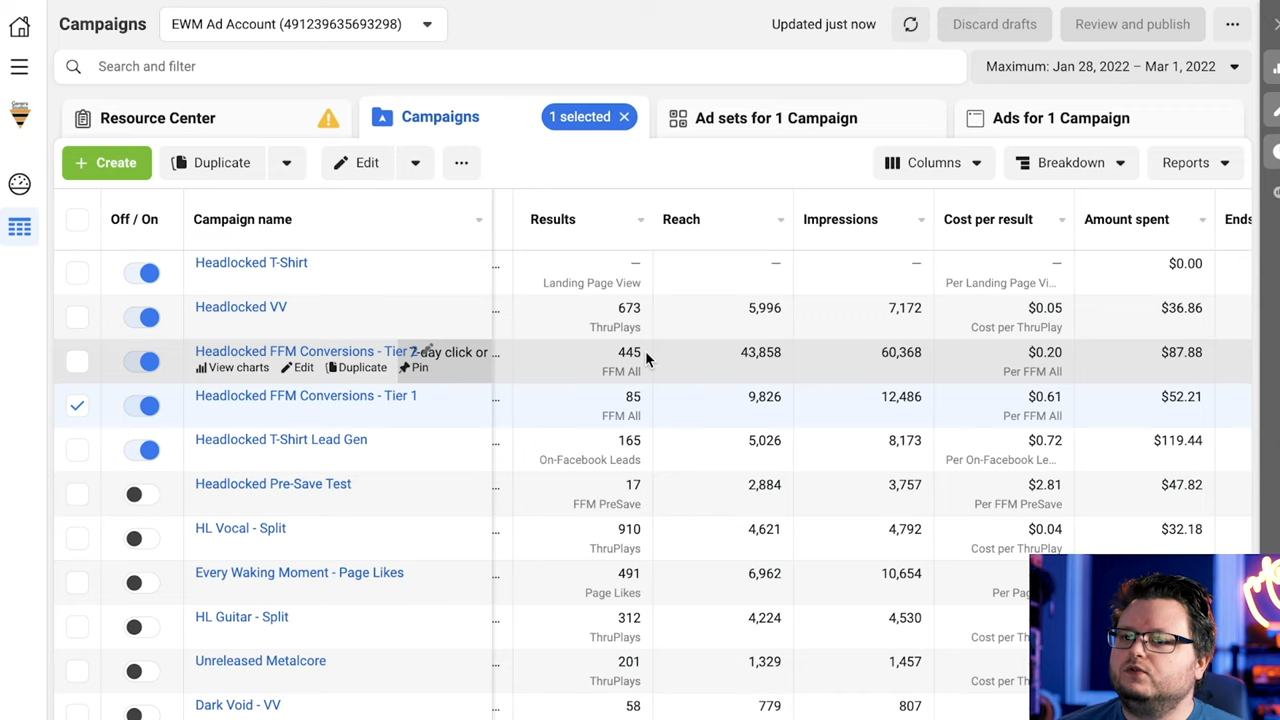 Campaigns EWM Ad Account (491239635693298) Updated just now Discard drafts Review and publish
Search and filter Maximum: Jan 28, 2022 – Mar 1, 2022
Resource Center Campaigns 1 selected Ad sets for 1 Campaign Ads for 1 Campaign
+ Create Duplicate Edit ... Columns Breakdown Reports
Off / On Campaign name Results Reach Impressions Cost per result Amount spent Ends
Headlocked T-Shirt ... — — — — $0.00
Landing Page View Per Landing Page Vi...
Headlocked VV ... 673 5,996 7,172 $0.05 $36.86
ThruPlays Cost per ThruPlay
Headlocked FFM Conversions - Tier 2 7-day click or ... 445 43,858 60,368 $0.20 $87.88
View charts Edit Duplicate Pin FFM All Per FFM All
Headlocked FFM Conversions - Tier 1 ... 85 9,826 12,486 $0.61 $52.21
FFM All Per FFM All
Headlocked T-Shirt Lead Gen ... 165 5,026 8,173 $0.72 $119.44
On-Facebook Leads Per On-Facebook Le...
Headlocked Pre-Save Test ... 17 2,884 3,757 $2.81 $47.82
FFM PreSave Per FFM PreSave
HL Vocal - Split ... 910 4,621 4,792 $0.04 $32.18
ThruPlays Cost per ThruPlay
Every Waking Moment - Page Likes ... 491 6,962 10,654
Page Likes Per Pag
HL Guitar - Split ... 312 4,224 4,530
ThruPlays Cost per Th
Unreleased Metalcore ... 201 1,329 1,457
ThruPlays Cost per Th
Dark Void - VV ... 58 779 807